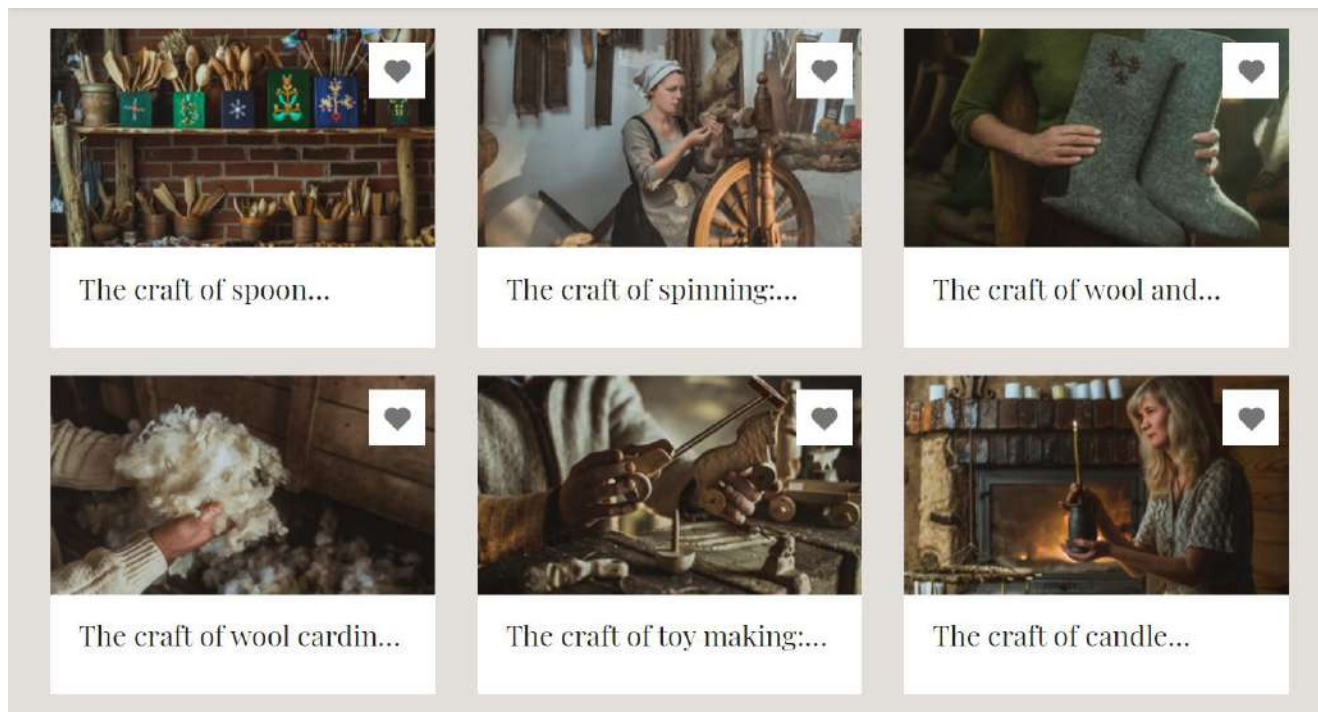 The craft of spoon...
The craft of spinning:...
The craft of wool and...
The craft of wool cardin...
The craft of toy making:...
The craft of candle...